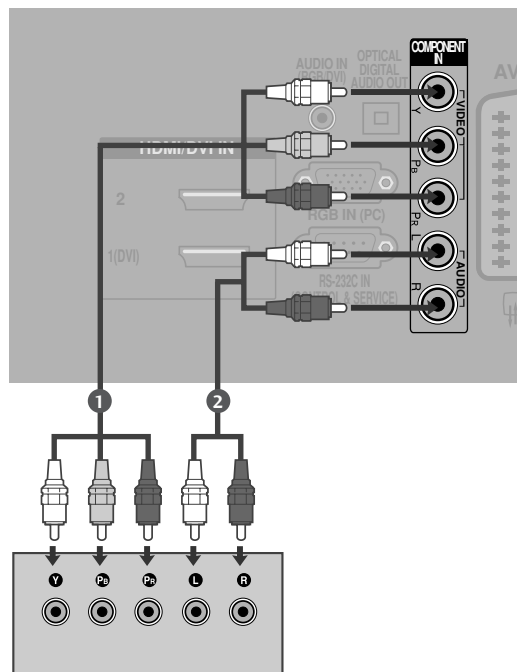 COMPONENT
IN
AUDIO IN
(RGB/DVI)
OPTICAL
DIGITAL
AUDIO OUT
AV
Y
VIDEO
PB
PR
HDMI/DVI IN
2
RGB IN (PC)
1(DVI)
L
AUDIO
R
RS-232C IN
(CONTROL & SERVICE)
1
2
Y
PB
PR
L
R